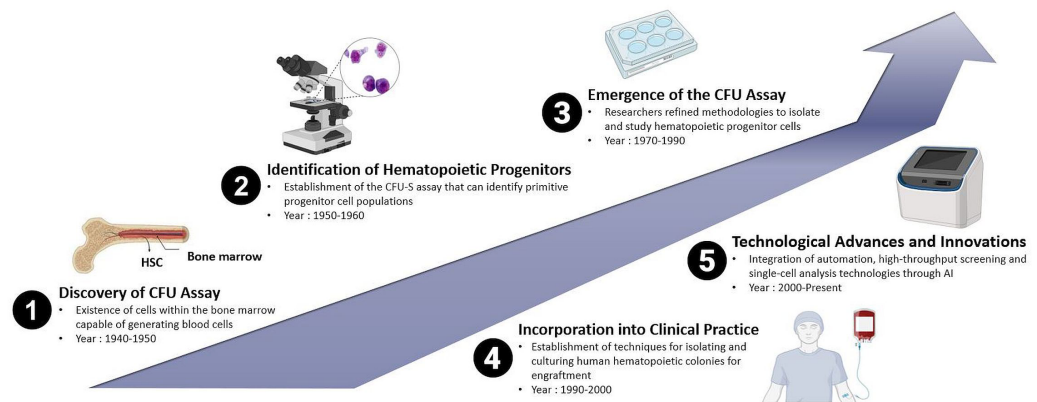 HSC
Bone marrow
1
Discovery of CFU Assay
• Existence of cells within the bone marrow
capable of generating blood cells
• Year : 1940-1950
2
Identification of Hematopoietic Progenitors
• Establishment of the CFU-S assay that can identify primitive
progenitor cell populations
• Year : 1950-1960
3
Emergence of the CFU Assay
• Researchers refined methodologies to isolate
and study hematopoietic progenitor cells
• Year : 1970-1990
4
Incorporation into Clinical Practice
• Establishment of techniques for isolating and
culturing human hematopoietic colonies for
engraftment
• Year : 1990-2000
5
Technological Advances and Innovations
• Integration of automation, high-throughput screening and
single-cell analysis technologies through AI
• Year : 2000-Present